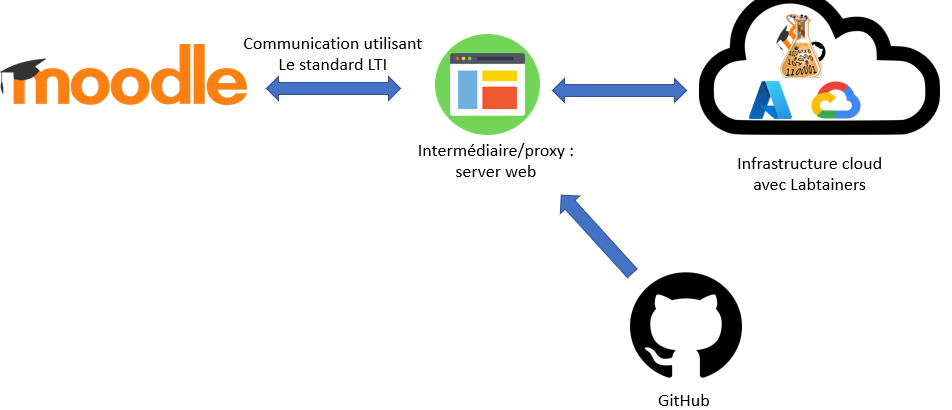 moodle
Communication utilisant
Le standard LTI
Intermédiaire/proxy :
server web
Infrastructure cloud
avec Labtainers
GitHub